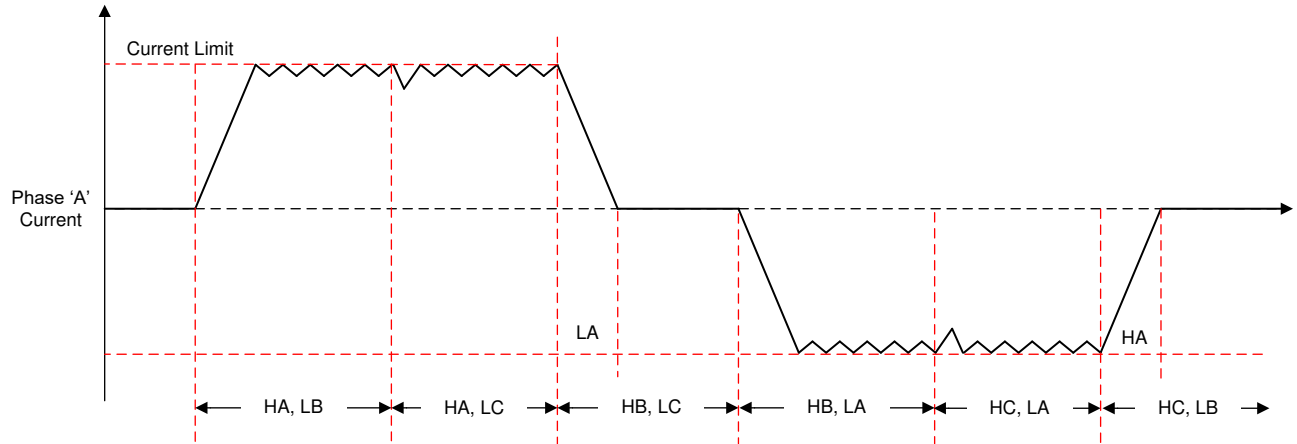 Current Limit
Phase ‘A’
Current
LA
HA
HA, LB
HA, LC
HB, LC
HB, LA
HC, LA
HC, LB